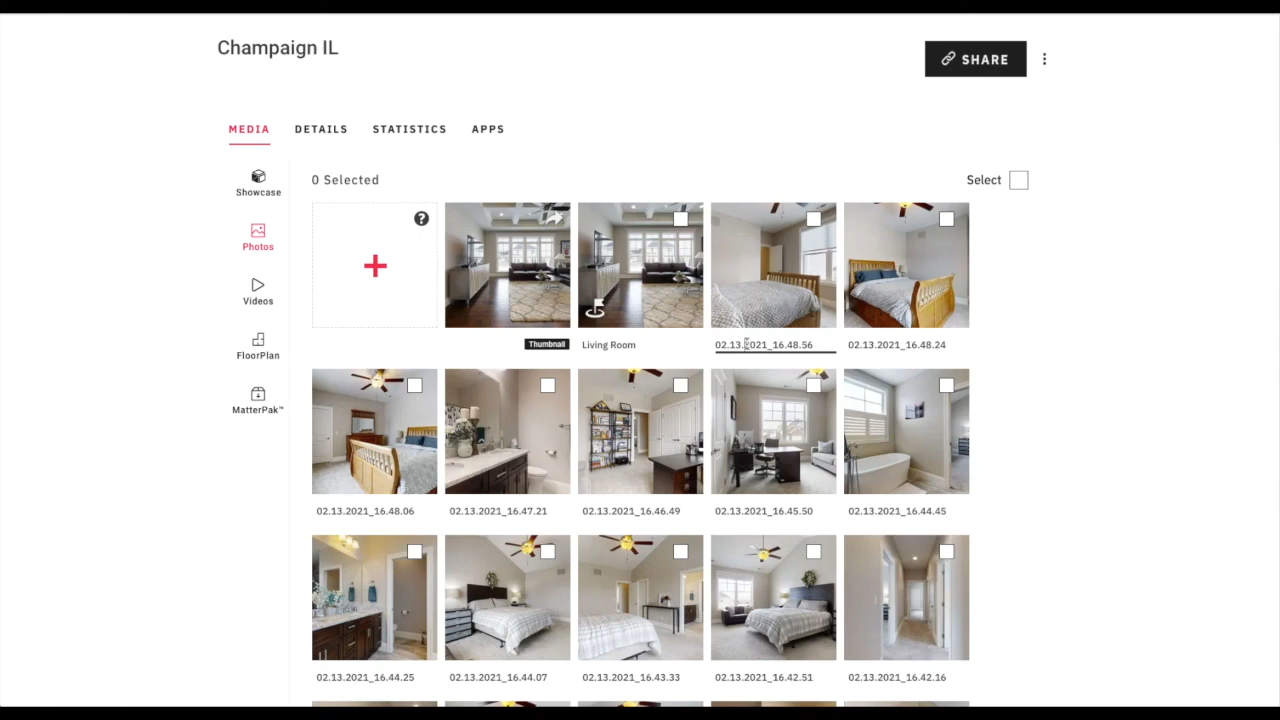 Champaign IL
SHARE
MEDIA DETAILS STATISTICS APPS
Showcase
Photos
Videos
FloorPlan
MatterPak™
0 Selected
Select
?
Thumbnail
Living Room
02.13.2021_16.48.56
02.13.2021_16.48.24
02.13.2021_16.48.06
02.13.2021_16.47.21
02.13.2021_16.46.49
02.13.2021_16.45.50
02.13.2021_16.44.45
02.13.2021_16.44.25
02.13.2021_16.44.07
02.13.2021_16.43.33
02.13.2021_16.42.51
02.13.2021_16.42.16